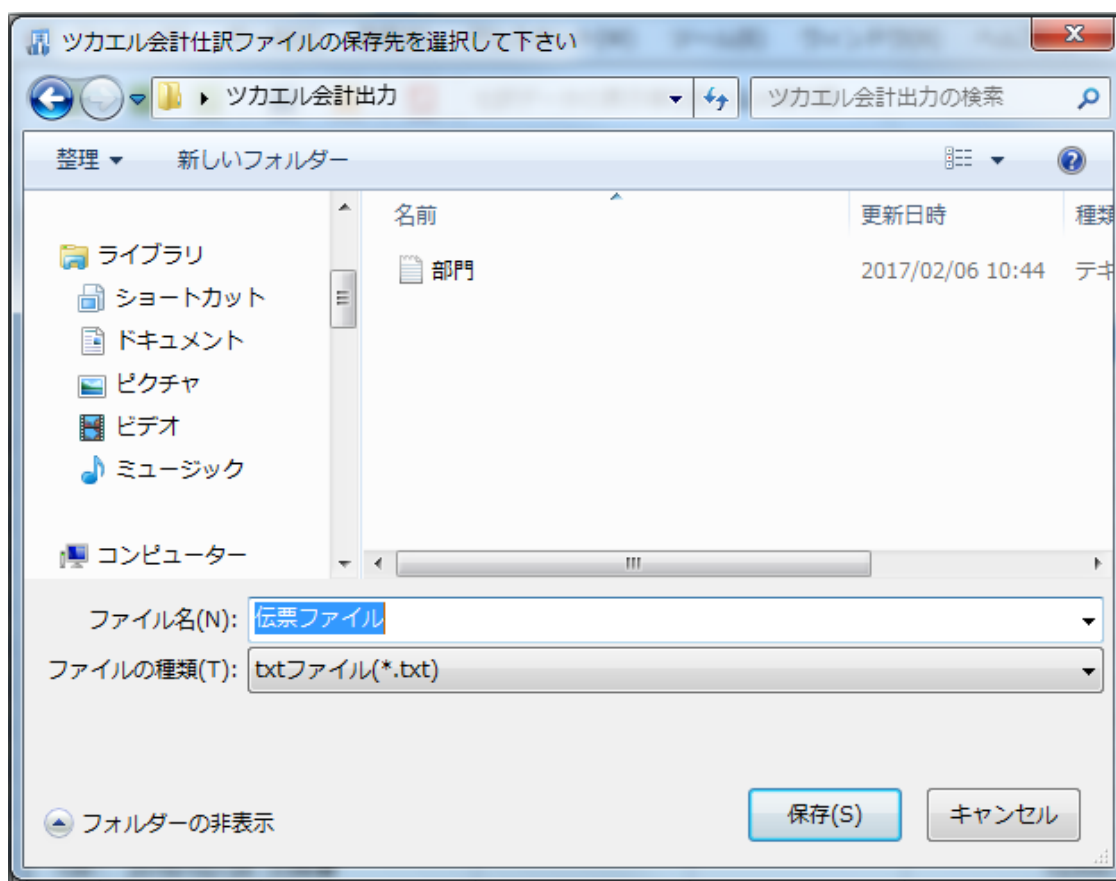 ツカエル会計仕訳ファイルの保存先を選択して下さい
ツカエル会計出力
ツカエル会計出力の検索
整理
新しいフォルダー
名前
更新日時
種類
ライブラリ
ショートカット
ドキュメント
ピクチャ
ビデオ
ミュージック
コンピューター
部門
2017/02/06 10:44
テキ
ファイル名(N):
伝票ファイル
ファイルの種類(T):
txtファイル(*.txt)
フォルダーの非表示
保存(S)
キャンセル